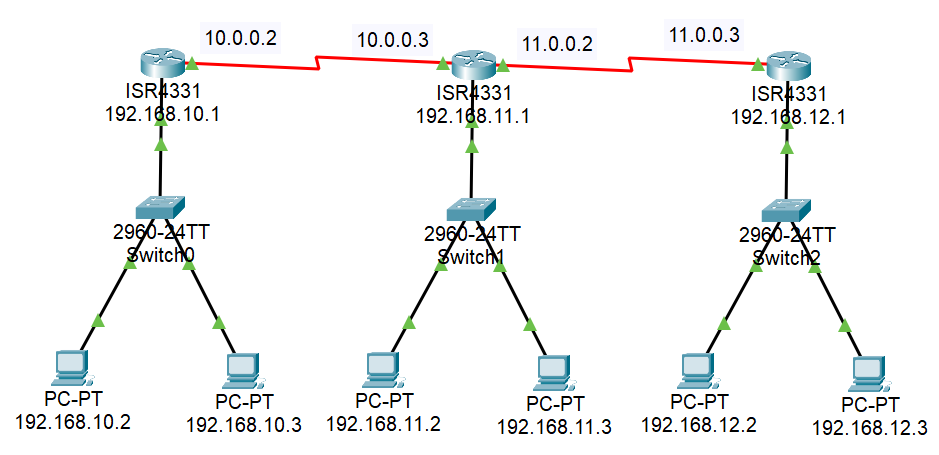 10.0.0.2
10.0.0.3
11.0.0.2
11.0.0.3
ISR4331
192.168.10.1
ISR4331
192.168.11.1
ISR4331
192.168.12.1
2960-24TT
Switch0
2960-24TT
Switch1
2960-24TT
Switch2
PC-PT
192.168.10.2
PC-PT
192.168.10.3
PC-PT
192.168.11.2
PC-PT
192.168.11.3
PC-PT
192.168.12.2
PC-PT
192.168.12.3